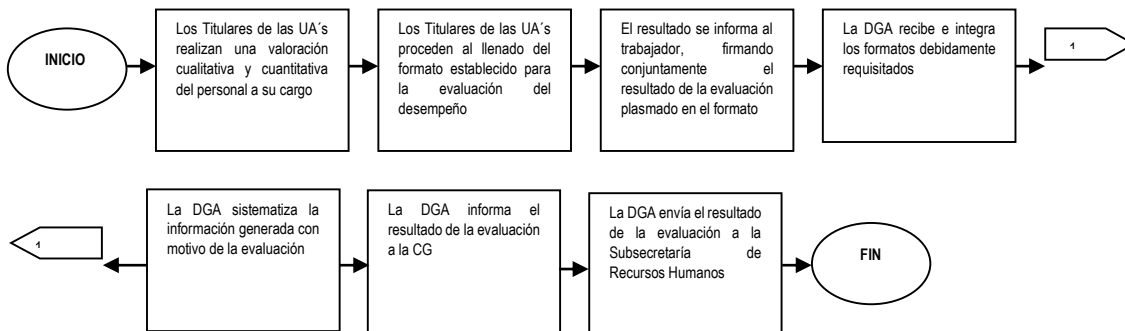 INICIO
Los Titulares de las UA´s
realizan una valoración
cualitativa y cuantitativa
del personal a su cargo
Los Titulares de las UA´s
proceden al llenado del
formato establecido para
la evaluación del
desempeño
El resultado se informa al
trabajador, firmando
conjuntamente el
resultado de la evaluación
plasmado en el formato
La DGA recibe e integra
los formatos debidamente
requisitados
1
1
La DGA sistematiza la
información generada con
motivo de la evaluación
La DGA informa el
resultado de la evaluación
a la CG
La DGA envía el resultado
de la evaluación a la
Subsecretaría de
Recursos Humanos
FIN